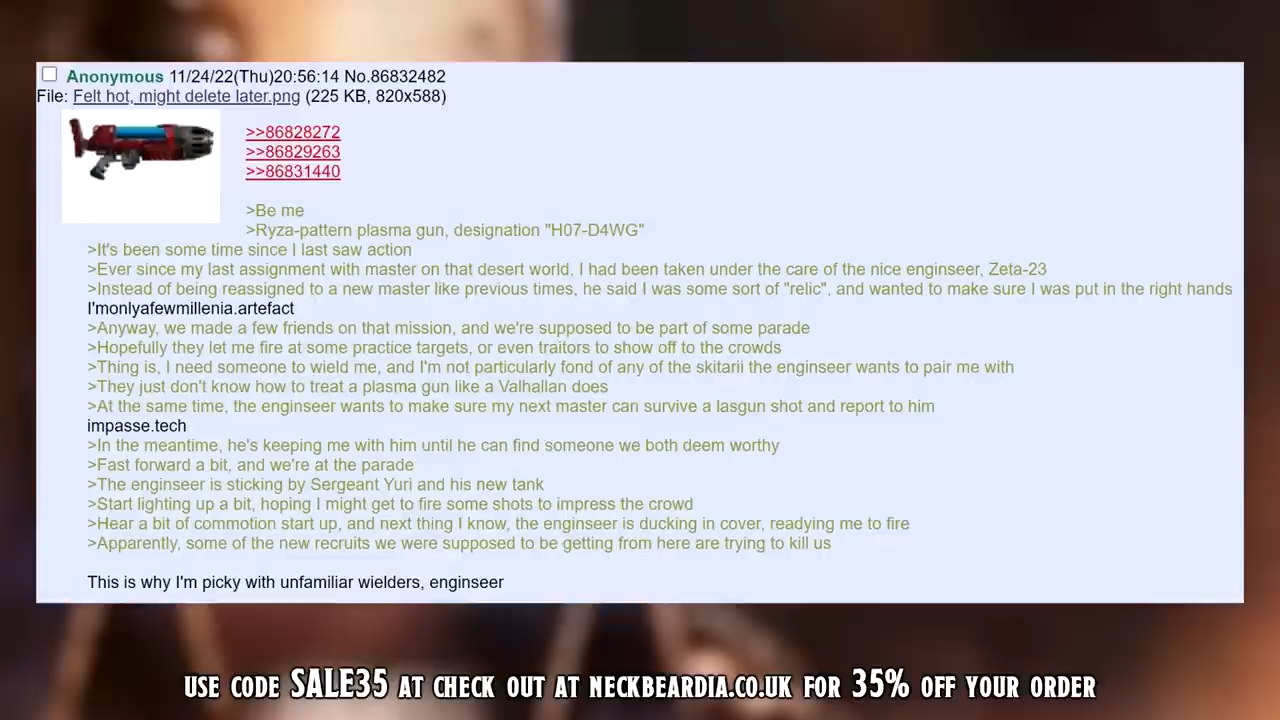 Anonymous 11/24/22(Thu)20:56:14 No.86832482
File: Felt hot, might delete later.png (225 KB, 820x588)
>>86828272
>>86829263
>>86831440
>Be me
>Ryza-pattern plasma gun, designation "H07-D4WG"
>It's been some time since I last saw action
>Ever since my last assignment with master on that desert world, I had been taken under the care of the nice enginseer, Zeta-23
>Instead of being reassigned to a new master like previous times, he said I was some sort of "relic", and wanted to make sure I was put in the right hands
I'monlyafewmillenia.artefact
>Anyway, we made a few friends on that mission, and we're supposed to be part of some parade
>Hopefully they let me fire at some practice targets, or even traitors to show off to the crowds
>Thing is, I need someone to wield me, and I'm not particularly fond of any of the skitarii the enginseer wants to pair me with
>They just don't know how to treat a plasma gun like a Valhallan does
>At the same time, the enginseer wants to make sure my next master can survive a lasgun shot and report to him
impasse.tech
>In the meantime, he's keeping me with him until he can find someone we both deem worthy
>Fast forward a bit, and we're at the parade
>The enginseer is sticking by Sergeant Yuri and his new tank
>Start lighting up a bit, hoping I might get to fire some shots to impress the crowd
>Hear a bit of commotion start up, and next thing I know, the enginseer is ducking in cover, readying me to fire
>Apparently, some of the new recruits we were supposed to be getting from here are trying to kill us
This is why I'm picky with unfamiliar wielders, enginseer
USE CODE SALE35 AT CHECK OUT AT NECKBEARDIA.CO.UK FOR 35% OFF YOUR ORDER